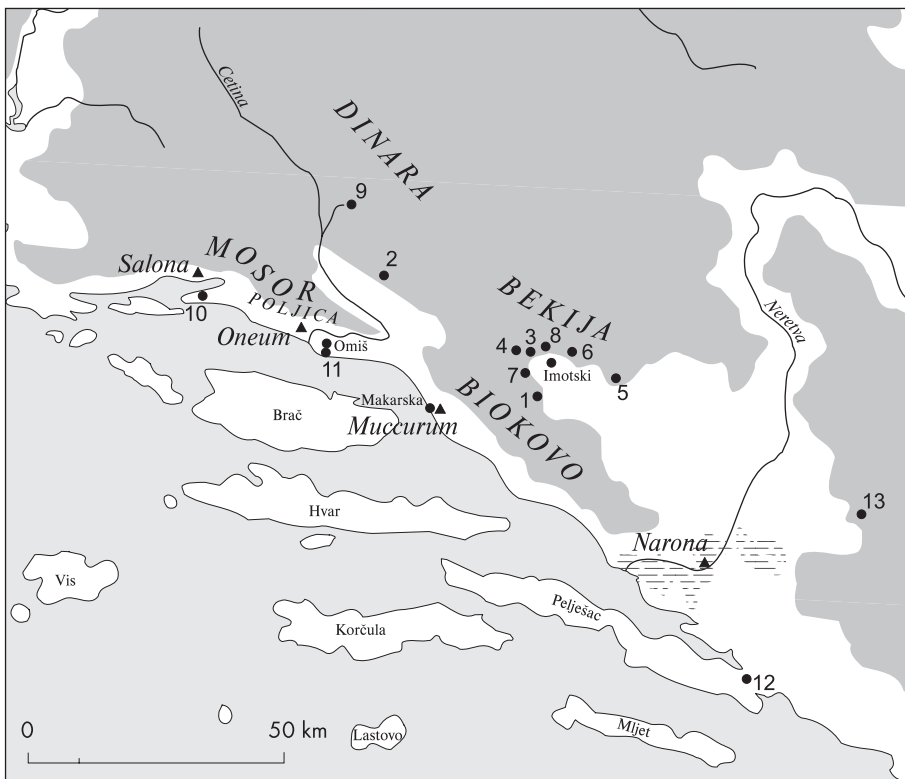 Cetina
DINARA
9
MOSOR
Salona
2
POLJICA
10
Oneum
Omiš
11
BEKIJA
4
3
8
6
Imotski
7
5
1
Neretva
Makarska
Muccurum
BIOKOVO
Brač
Hvar
13
Narona
Vis
Pelješac
Korčula
12
Mljet
Lastovo
0
50 km